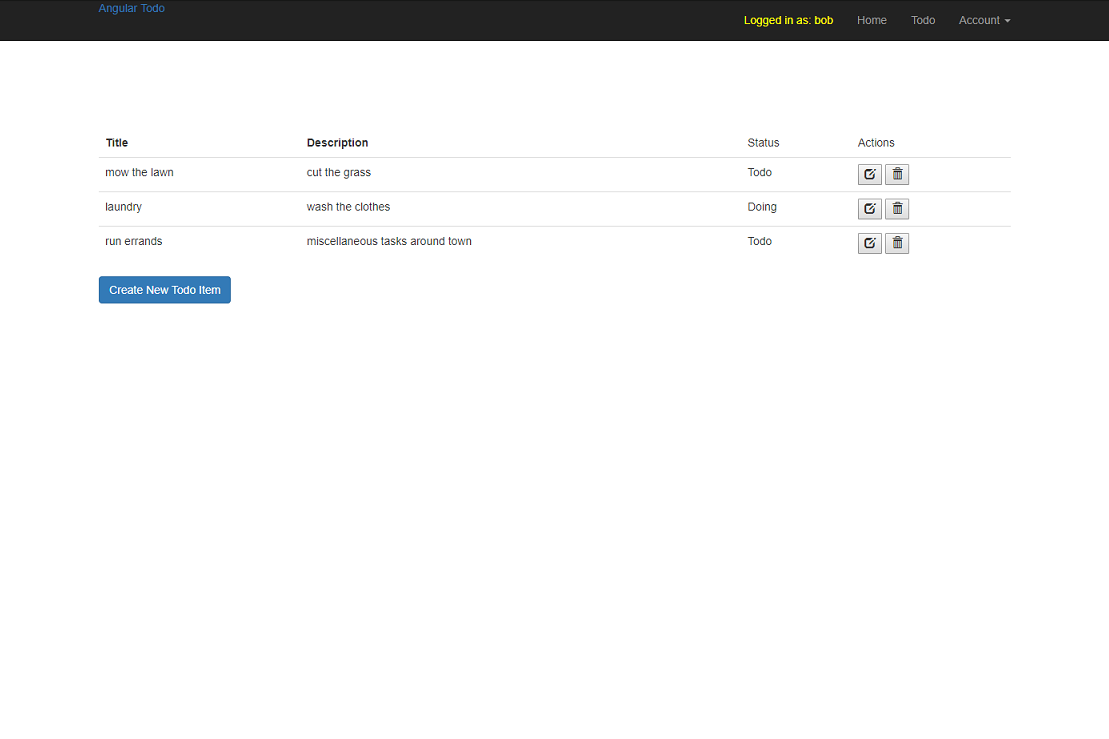 Angular Todo
Logged in as: bob Home Todo Account
Title Description Status Actions
mow the lawn cut the grass Todo
laundry wash the clothes Doing
run errands miscellaneous tasks around town Todo
Create New Todo Item